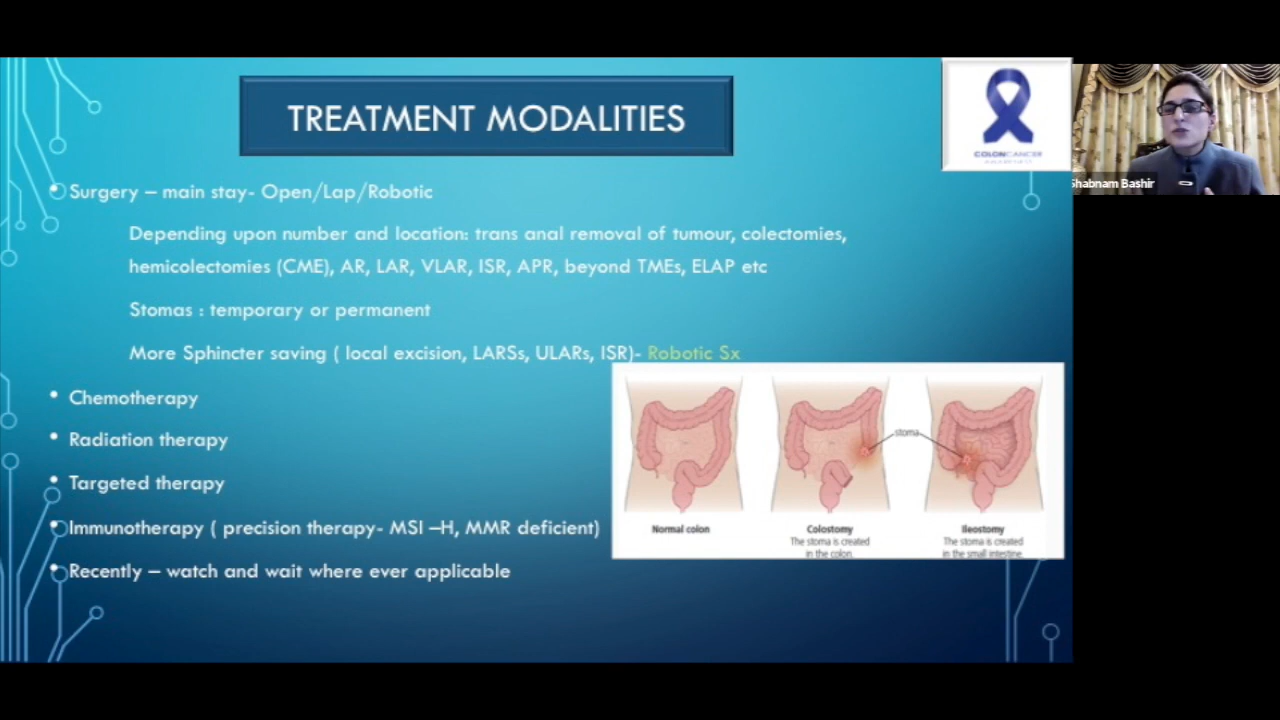 TREATMENT MODALITIES
COLONCANCER
Shabnam Bashir
• Surgery – main stay- Open/Lap/Robotic
Depending upon number and location: trans anal removal of tumour, colectomies,
hemicolectomies (CME), AR, LAR, VLAR, ISR, APR, beyond TMEs, ELAP etc
Stomas : temporary or permanent
More Sphincter saving ( local excision, LARSs, ULARs, ISR)- Robotic Sx
• Chemotherapy
• Radiation therapy
• Targeted therapy
• Immunotherapy ( precision therapy- MSI –H, MMR deficient)
• Recently – watch and wait where ever applicable
stoma
Normal colon
Colostomy
The stoma is created
in the colon.
Ileostomy
The stoma is created
in the small intestine.